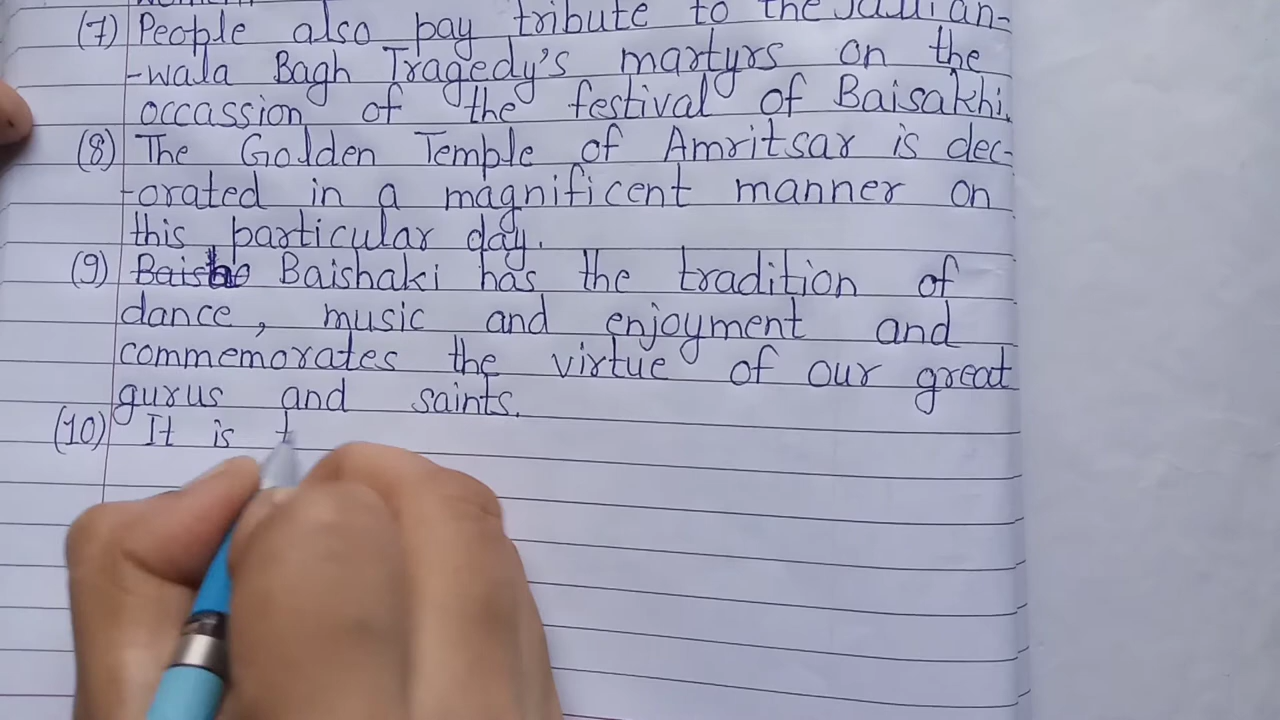 (7) People also pay tribute to the Jallian-
-wala Bagh Tragedy's martyrs on the
occassion of the festival of Baisakhi.
(8) The Golden Temple of Amritsar is dec-
-orated in a magnificent manner on
this particular day.
(9) Baishaki has the tradition of
dance, music and enjoyment and
commemorates the virtue of our great
gurus and saints.
(10) It is t